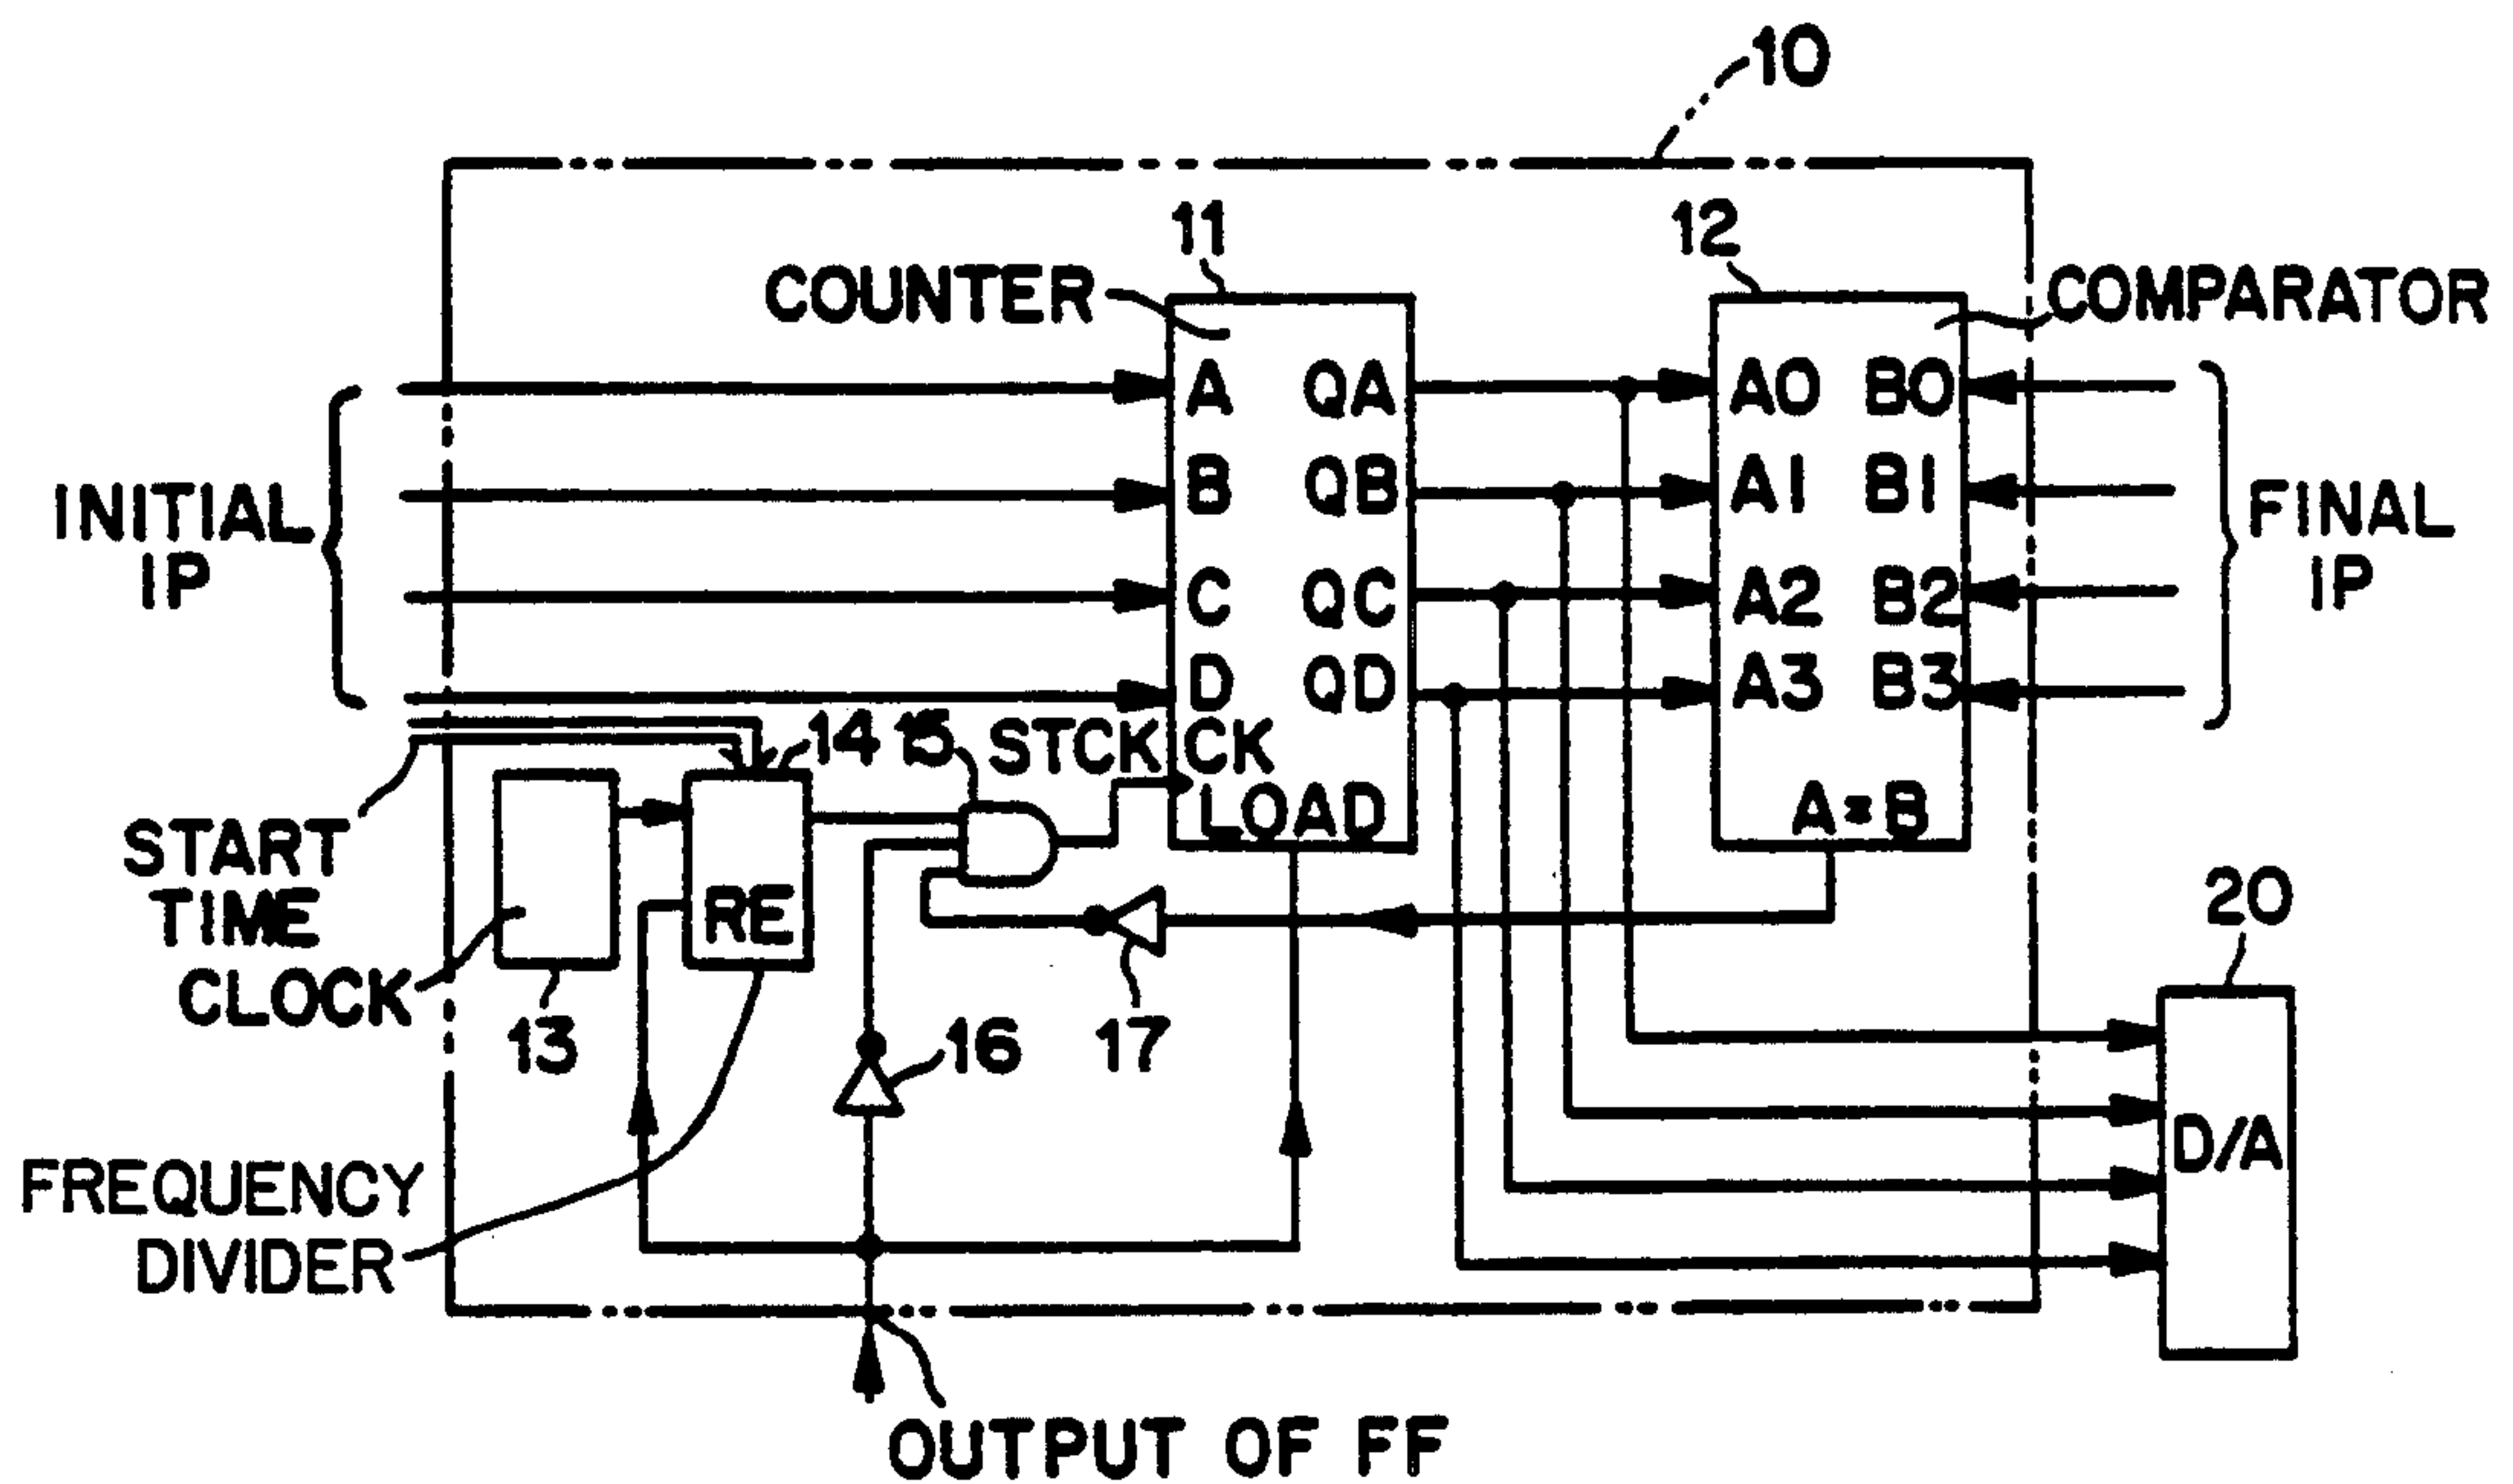 10
11
12
COUNTER
COMPARATOR
A QA
A0 B0
B QB
A1 B1
INITIAL
IP
FINAL
IP
C QC
A2 B2
D QD
A3 B3
14 15 STCK CK
LOAD
A=B
START
TIME
RE
20
CLOCK
13
16
17
D/A
FREQUENCY
DIVIDER
OUTPUT OF FF